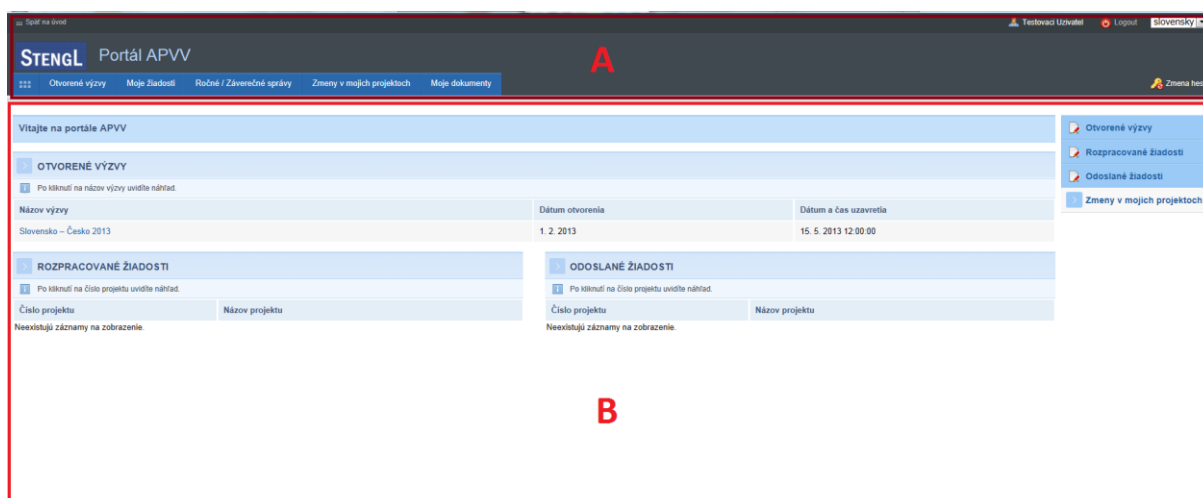 Späť na úvod
Testovaci Uzivatel
Logout
slovensky
STENGL
Portál APVV
A
Otvorené výzvy
Moje žiadosti
Ročné / Záverečné správy
Zmeny v mojich projektoch
Moje dokumenty
Zmena hes
Vitajte na portále APVV
Otvorené výzvy
Rozpracované žiadosti
Odoslané žiadosti
Zmeny v mojich projektoch
OTVORENÉ VÝZVY
Po kliknutí na názov výzvy uvidíte náhľad.
Názov výzvy
Dátum otvorenia
Dátum a čas uzavretia
Slovensko – Česko 2013
1. 2. 2013
15. 5. 2013 12:00:00
ROZPRACOVANÉ ŽIADOSTI
Po kliknutí na číslo projektu uvidíte náhľad.
Číslo projektu
Názov projektu
Neexistujú záznamy na zobrazenie.
ODOSLANÉ ŽIADOSTI
Po kliknutí na číslo projektu uvidíte náhľad.
Číslo projektu
Názov projektu
Neexistujú záznamy na zobrazenie.
B